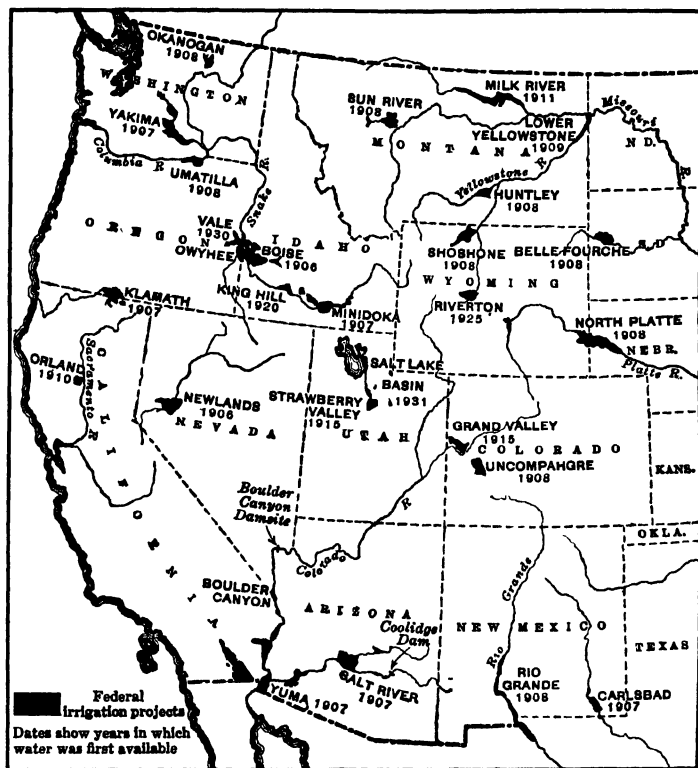 OKANOGAN
1908
WASHINGTON
YAKIMA
1907
Columbia R.
UMATILLA
1908
SUN RIVER
1908
MILK RIVER
1911
Missouri
R
LOWER
YELLOWSTONE
1909
MONTANA
N.D.
Yellowstone R
HUNTLEY
1908
Snake R.
VALE
1930
OREGON
IDAHO
OWYHEE
BOISE
1906
SHOSHONE
1908
BELLE FOURCHE
1908
S.D.
WYOMING
KING HILL
1920
MINIDOKA
1907
RIVERTON
1925
KLAMATH
1907
NORTH PLATTE
1908
NEBR.
Platte R.
ORLAND
1910
Sacramento R
CALIFORNIA
SALT LAKE
BASIN
1931
NEWLANDS
1906
NEVADA
STRAWBERRY
VALLEY
1915
UTAH
GRAND VALLEY
1915
COLORADO
UNCOMPAHGRE
1908
KANS.
Boulder
Canyon
Damsite
Colorado R
OKLA.
BOULDER
CANYON
ARIZONA
Coolidge
Dam
NEW MEXICO
Rio Grande
TEXAS
SALT RIVER
1907
YUMA 1907
RIO
GRANDE
1908
CARLSBAD
1907
Federal
irrigation projects
Dates show years in which
water was first available